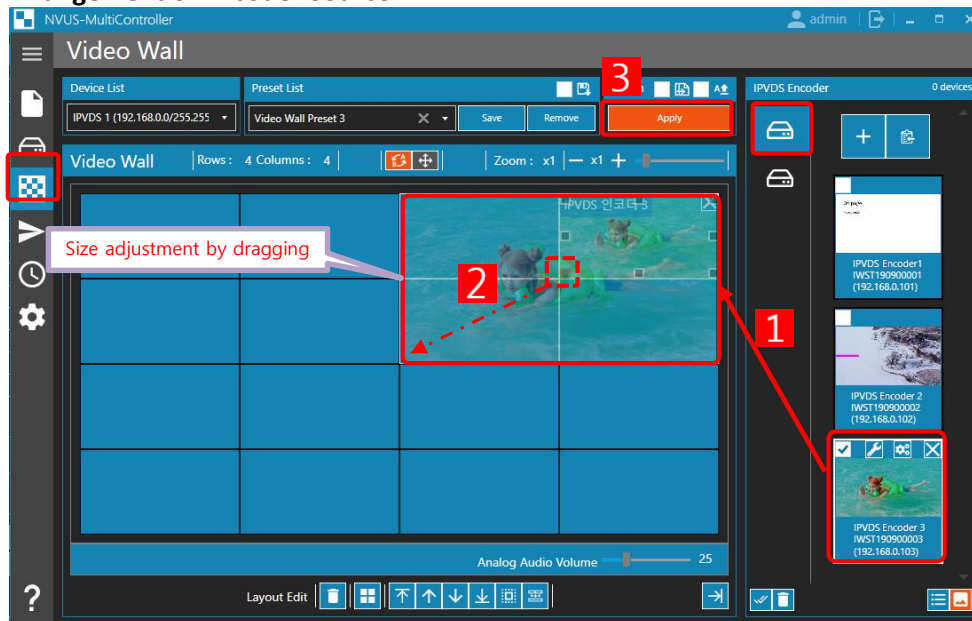 NVUS-MultiController
admin
Video Wall
Device List
Preset List
3
IPVDS Encoder
0 devices
IPVDS 1 (192.168.0.0/255.255
Video Wall Preset 3
Save
Remove
Apply
Video Wall
Rows : 4 Columns : 4
Zoom : x1
x1
IPVDS 인코더 3
Size adjustment by dragging
2
1
IPVDS Encoder1
IWST190900001
(192.168.0.101)
IPVDS Encoder 2
IWST190900002
(192.168.0.102)
IPVDS Encoder 3
IWST190900003
(192.168.0.103)
Analog Audio Volume
25
Layout Edit
?